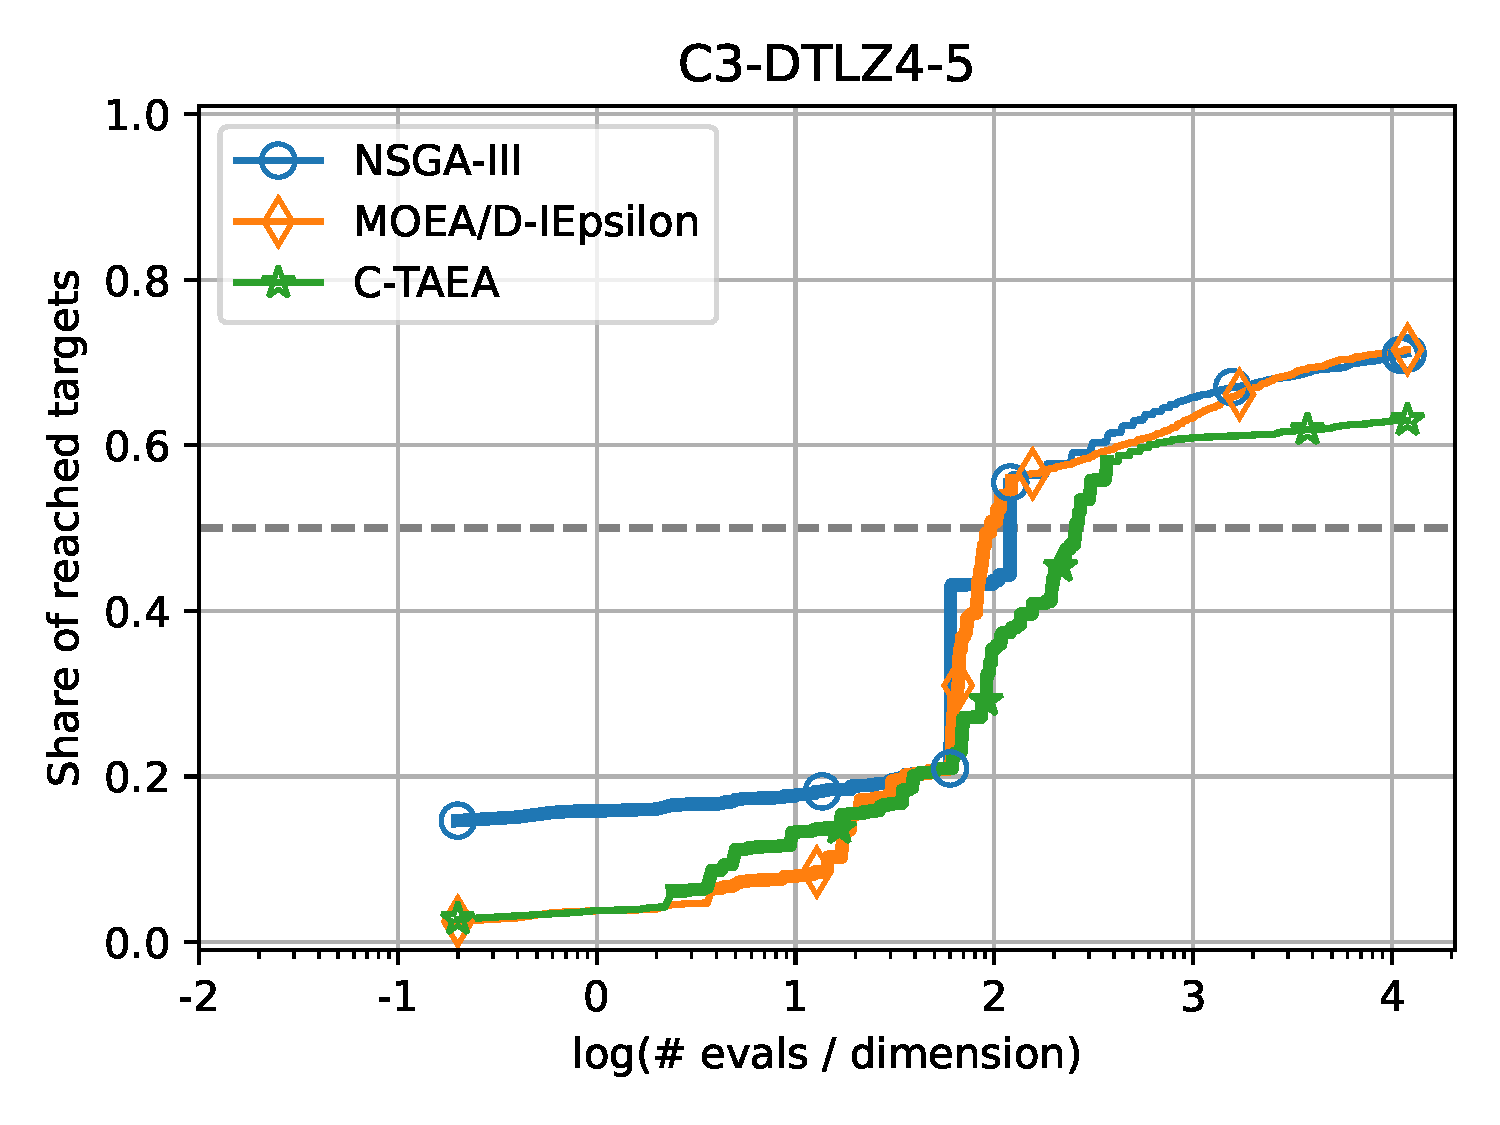 C3-DTLZ4-5
1.0
0.8
0.6
0.4
0.2
0.0
Share of reached targets
NSGA-III
MOEA/D-IEpsilon
C-TAEA
-2 -1 0 1 2 3 4
log(# evals / dimension)